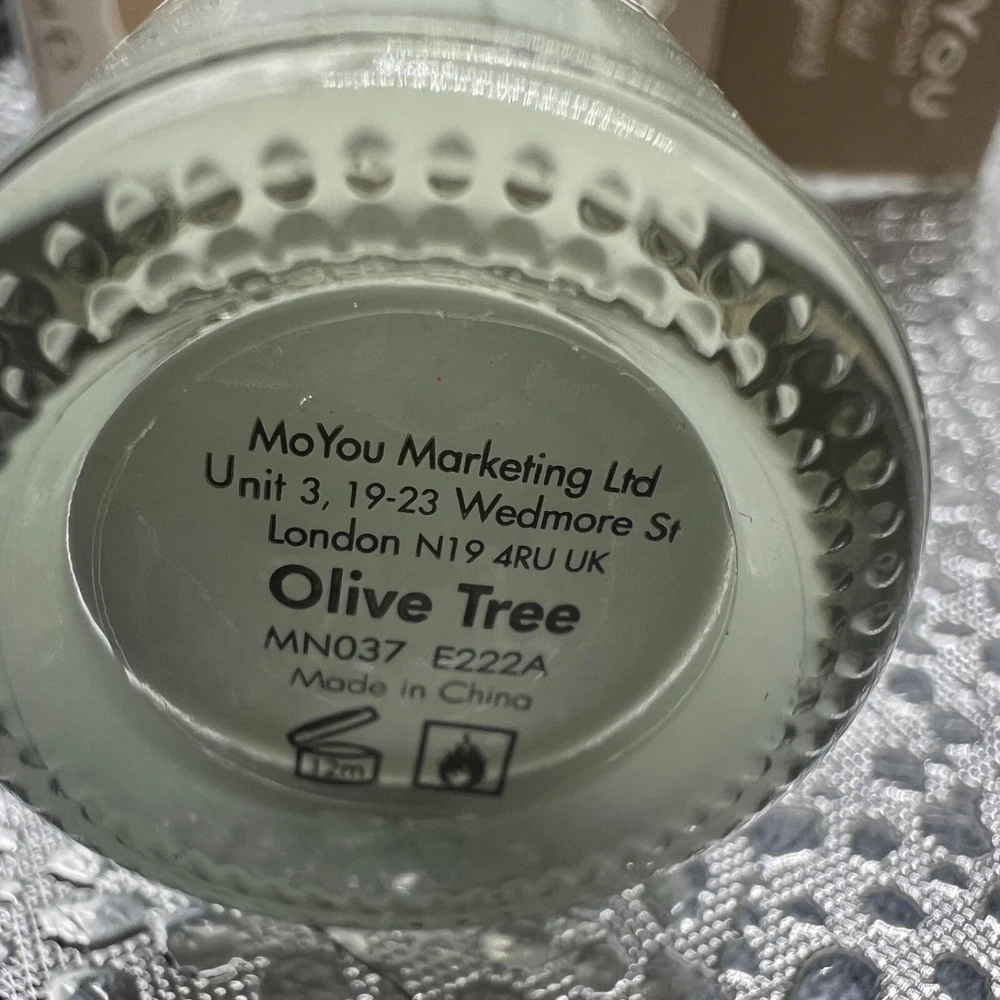 MoYou Marketing Ltd
Unit 3, 19-23 Wedmore St
London N19 4RU UK
Olive Tree
MN037 E222A
Made in China
12m
YOU